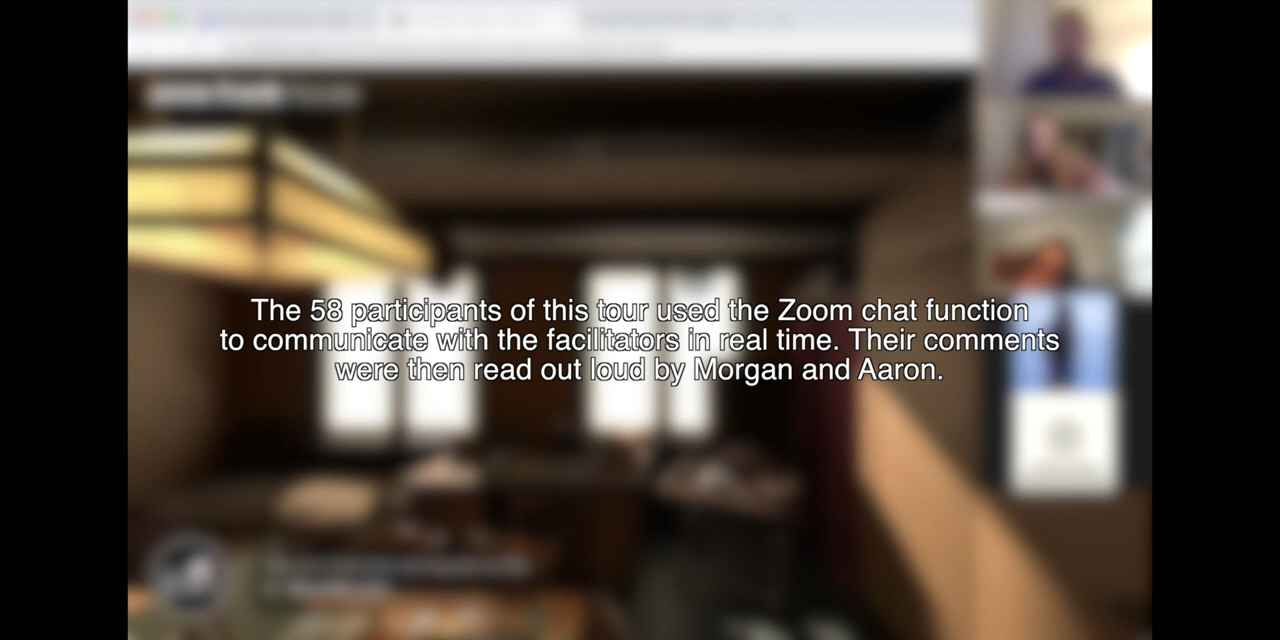 The 58 participants of this tour used the Zoom chat function
to communicate with the facilitators in real time. Their comments
were then read out loud by Morgan and Aaron.